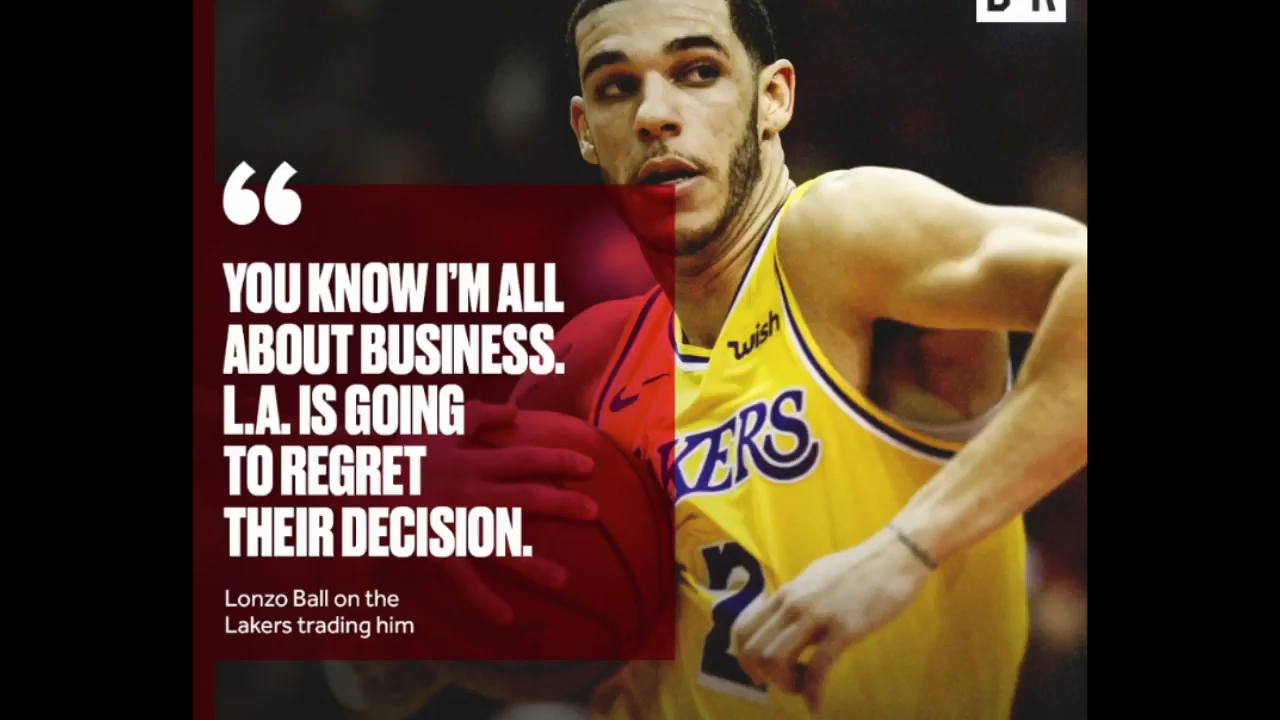 YOU KNOW I'M ALL
ABOUT BUSINESS.
L.A. IS GOING
TO REGRET
THEIR DECISION.
Lonzo Ball on the
Lakers trading him
wish
AKERS
2